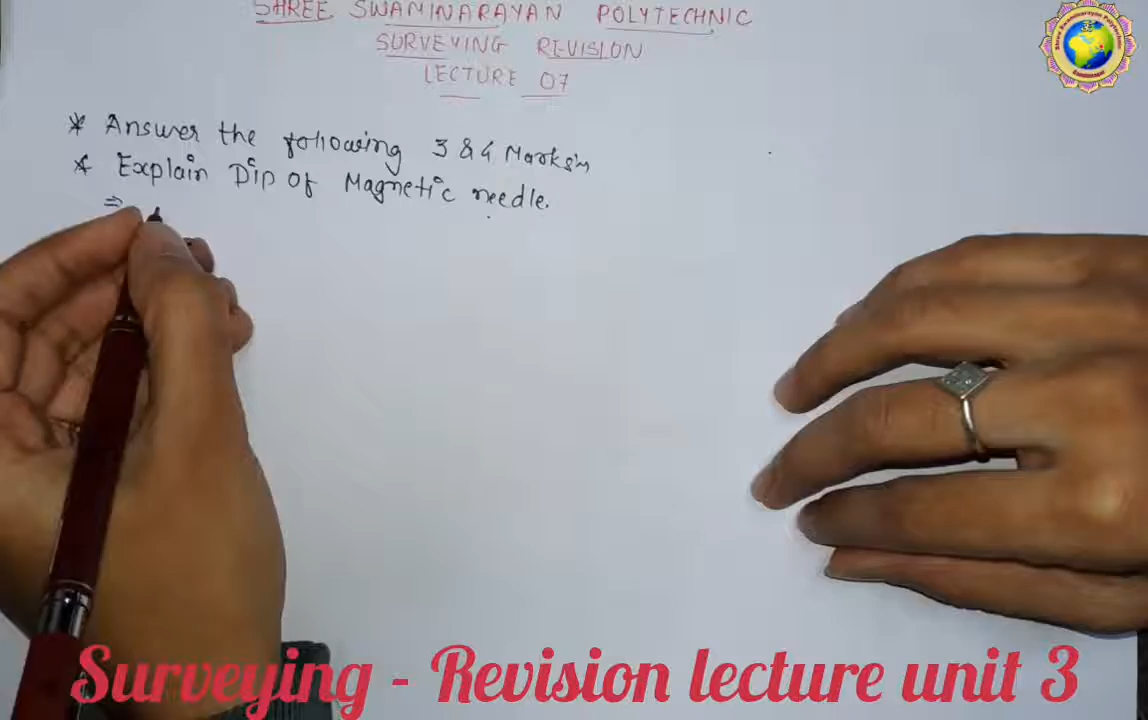 SHREE SWAMINARAYAN POLYTECHNIC
SURVEYING REVISION
LECTURE 07
* Answer the following 3 & 4 Marks
* Explain Dip Of Magnetic needle.
⇒
Surveying - Revision lecture unit 3